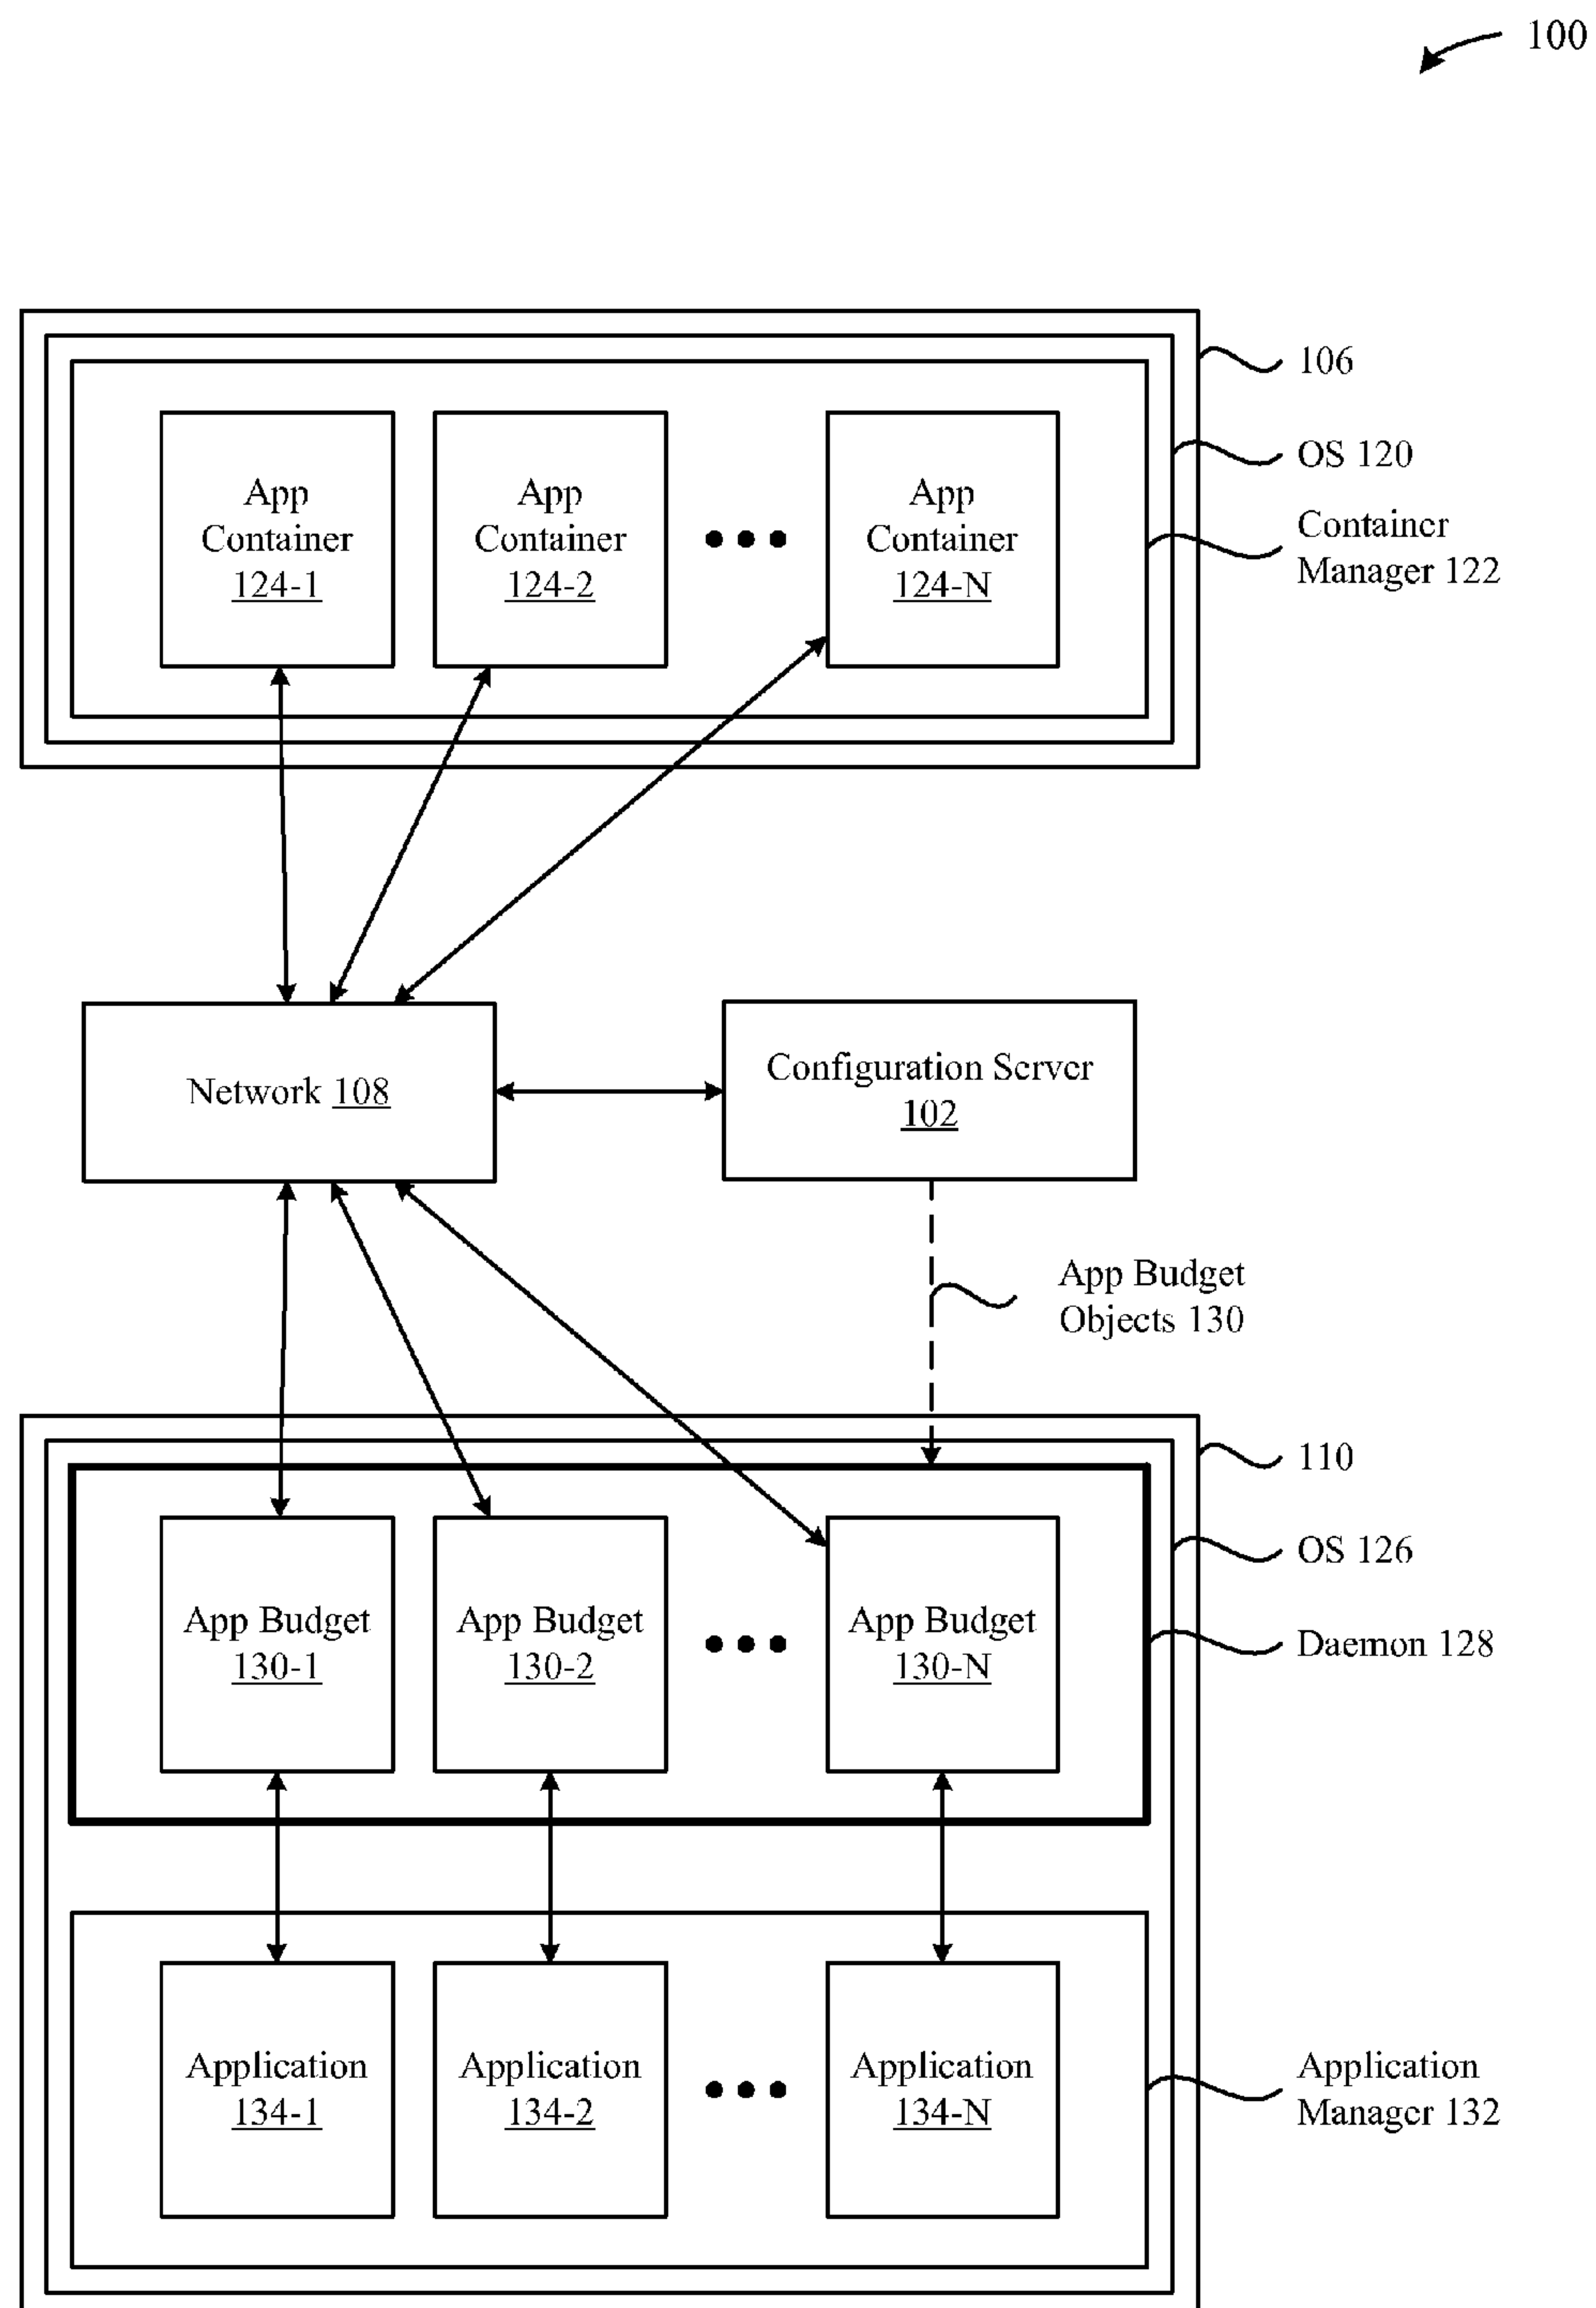 100
106
OS 120
Container
Manager 122
App
Container
124-1
App
Container
124-2
App
Container
124-N
Network 108
Configuration Server
102
App Budget
Objects 130
110
OS 126
Daemon 128
App Budget
130-1
App Budget
130-2
App Budget
130-N
Application
134-1
Application
134-2
Application
134-N
Application
Manager 132